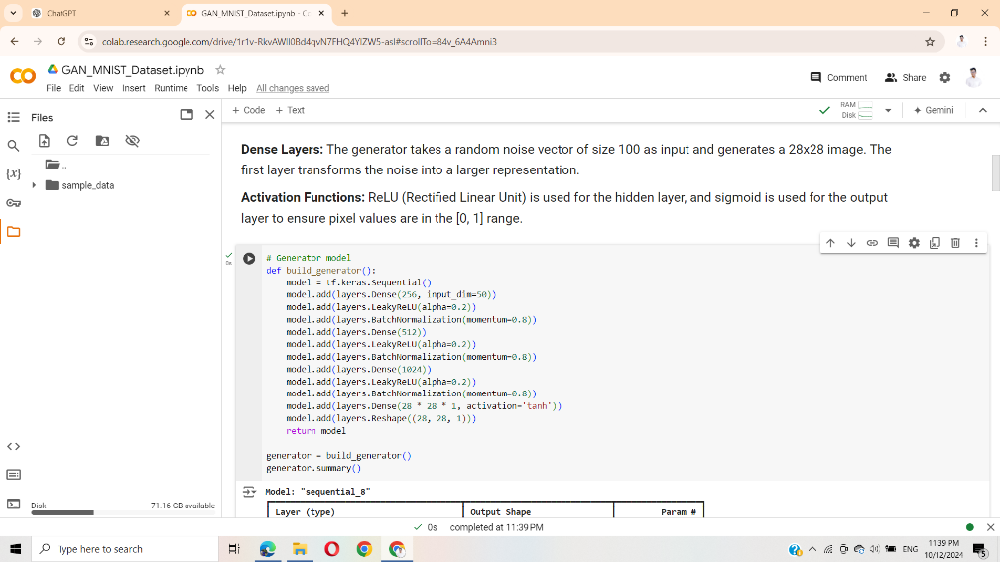 ChatGPT
GAN_MNIST_Dataset.ipynb - Co
colab.research.google.com/drive/1r1v-RkvAWlI0Bd4qvN7FHQ4YlZW5-asl#scrollTo=84v_6A4Amni3
GAN_MNIST_Dataset.ipynb
File Edit View Insert Runtime Tools Help All changes saved
Comment Share
Files
+ Code + Text
RAM
Disk
Gemini
..
sample_data
Dense Layers: The generator takes a random noise vector of size 100 as input and generates a 28x28 image. The
first layer transforms the noise into a larger representation.
Activation Functions: ReLU (Rectified Linear Unit) is used for the hidden layer, and sigmoid is used for the output
layer to ensure pixel values are in the [0, 1] range.
0s
# Generator model
def build_generator():
model = tf.keras.Sequential()
model.add(layers.Dense(256, input_dim=50))
model.add(layers.LeakyReLU(alpha=0.2))
model.add(layers.BatchNormalization(momentum=0.8))
model.add(layers.Dense(512))
model.add(layers.LeakyReLU(alpha=0.2))
model.add(layers.BatchNormalization(momentum=0.8))
model.add(layers.Dense(1024))
model.add(layers.LeakyReLU(alpha=0.2))
model.add(layers.BatchNormalization(momentum=0.8))
model.add(layers.Dense(28 * 28 * 1, activation='tanh'))
model.add(layers.Reshape((28, 28, 1)))
return model
generator = build_generator()
generator.summary()
Model: "sequential_8"
Layer (type) Output Shape Param #
Disk 71.16 GB available
0s completed at 11:39 PM
Type here to search
ENG
11:39 PM
10/12/2024
5